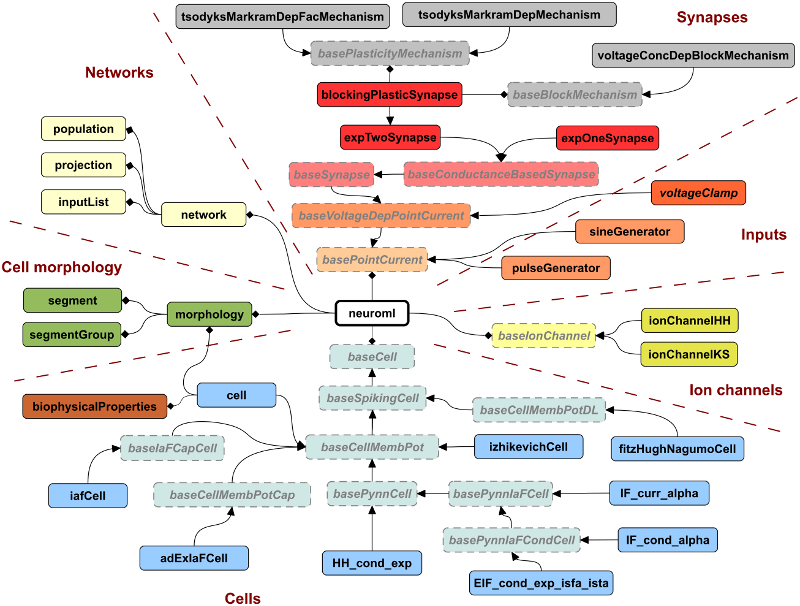 tsodyksMarkramDepFacMechanism
tsodyksMarkramDepMechanism
Synapses
basePlasticityMechanism
voltageConcDepBlockMechanism
Networks
blockingPlasticSynapse
baseBlockMechanism
population
expTwoSynapse
expOneSynapse
projection
baseSynapse
baseConductanceBasedSynapse
inputList
voltageClamp
network
baseVoltageDepPointCurrent
sineGenerator
Inputs
basePointCurrent
pulseGenerator
Cell morphology
segment
morphology
neuroml
ionChannelHH
segmentGroup
baseIonChannel
ionChannelKS
baseCell
Ion channels
cell
baseSpikingCell
biophysicalProperties
baseCellMembPotDL
baseIaFCapCell
baseCellMembPot
izhikevichCell
fitzHughNagumoCell
iafCell
baseCellMembPotCap
basePynnCell
basePynnIaFCell
IF_curr_alpha
basePynnIaFCondCell
IF_cond_alpha
adExIaFCell
HH_cond_exp
EIF_cond_exp_isfa_ista
Cells